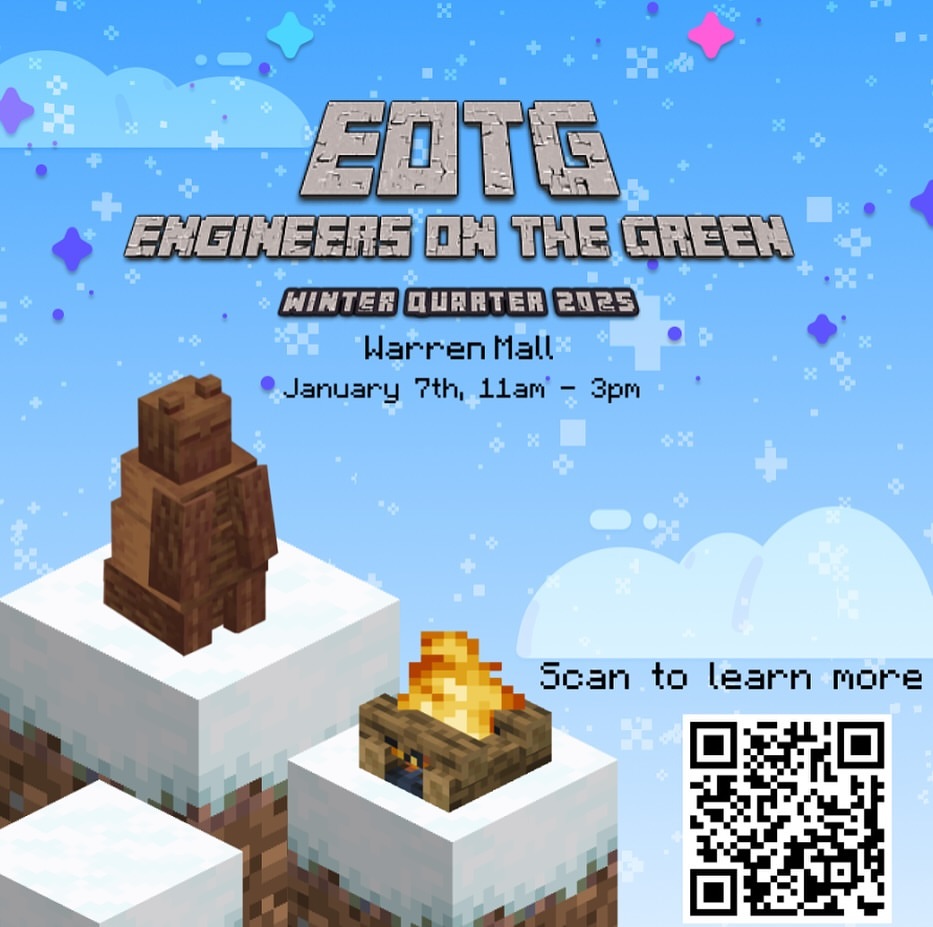 EOTG
ENGINEERS ON THE GREEN
WINTER QUARTER 2025
Warren Mall
January 7th, 11am - 3pm
Scan to learn more